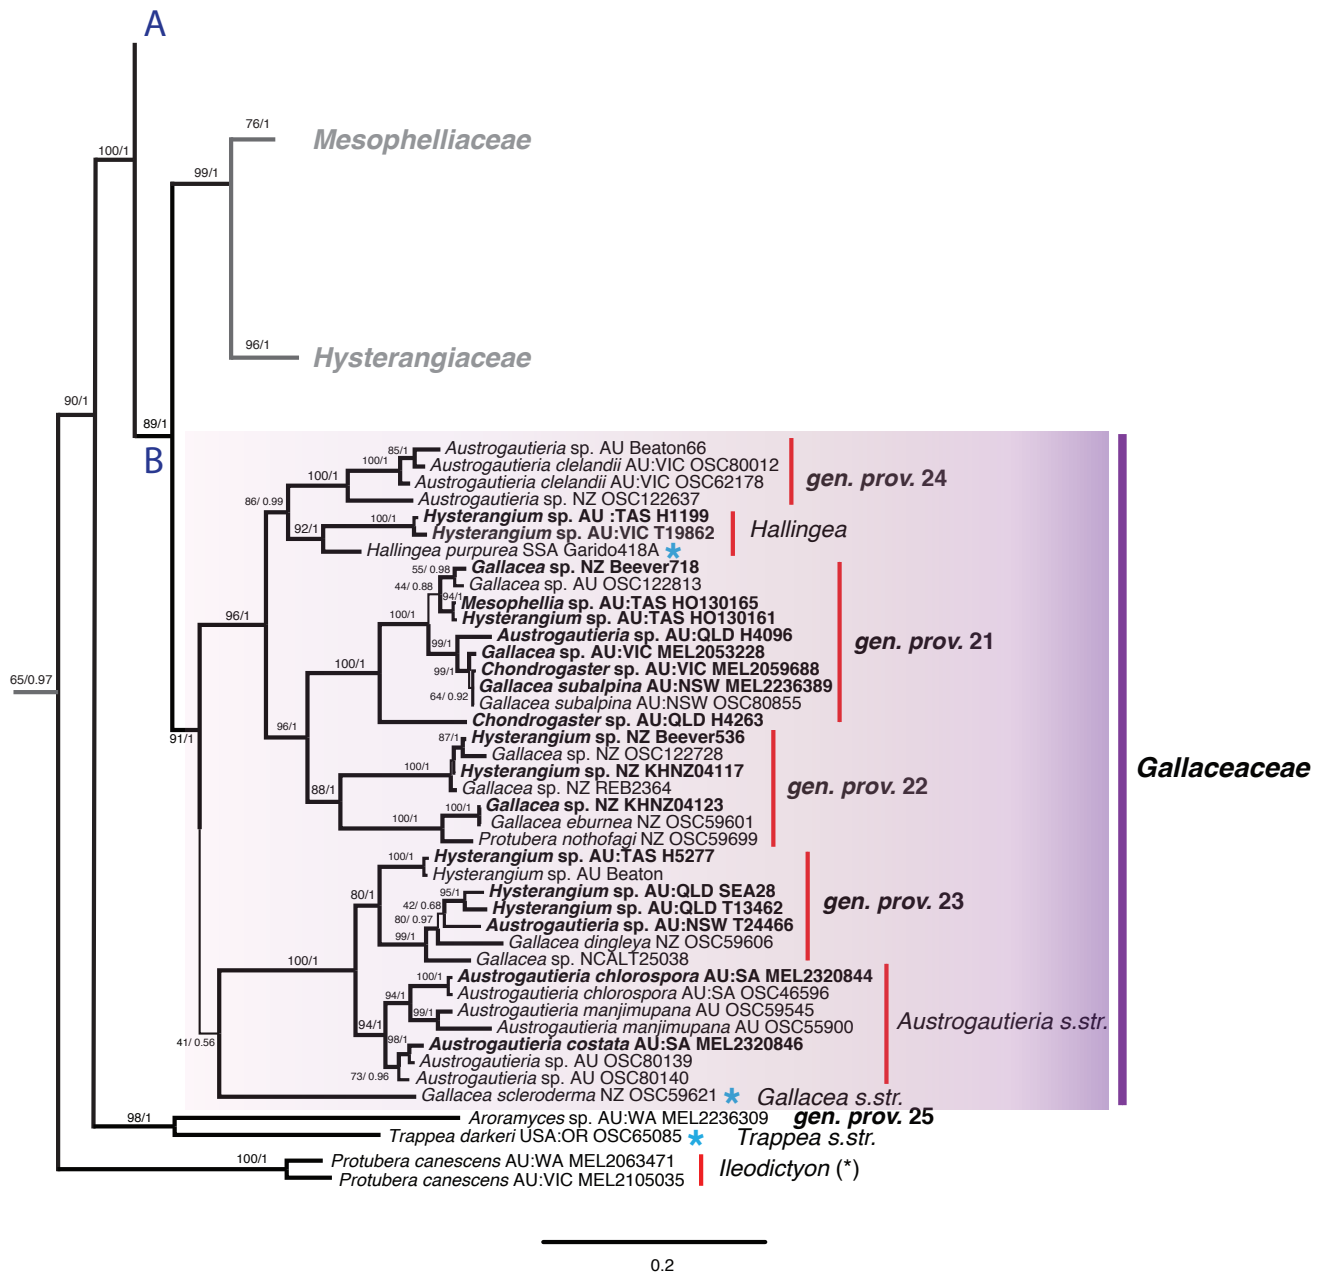 A
76/1
Mesophelliaceae
100/1
99/1
96/1
Hysterangiaceae
90/1
89/1
B
85/1
Austrogautieria sp. AU Beaton66
100/1
Austrogautieria clelandii AU:VIC OSC80012
100/1
Austrogautieria clelandii AU:VIC OSC62178
gen. prov. 24
86/ 0.99
Austrogautieria sp. NZ OSC122637
100/1
Hysterangium sp. AU :TAS H1199
92/1
Hysterangium sp. AU:VIC T19862
Hallingea
Hallingea purpurea SSA Garido418A *
55/ 0.98
Gallacea sp. NZ Beever718
44/ 0.88
Gallacea sp. AU OSC122813
94/1
Mesophellia sp. AU:TAS HO130165
96/1
100/1
Hysterangium sp. AU:TAS HO130161
Austrogautieria sp. AU:QLD H4096
99/1
Gallacea sp. AU:VIC MEL2053228
gen. prov. 21
100/1
99/1
Chondrogaster sp. AU:VIC MEL2059688
65/0.97
Gallacea subalpina AU:NSW MEL2236389
64/ 0.92
Gallacea subalpina AU:NSW OSC80855
96/1
Chondrogaster sp. AU:QLD H4263
91/1
87/1
Hysterangium sp. NZ Beever536
Gallacea sp. NZ OSC122728
100/1
Hysterangium sp. NZ KHNZ04117
Gallaceaceae
88/1
Gallacea sp. NZ REB2364
gen. prov. 22
100/1
Gallacea sp. NZ KHNZ04123
100/1
Gallacea eburnea NZ OSC59601
Protubera nothofagi NZ OSC59699
100/1
Hysterangium sp. AU:TAS H5277
Hysterangium sp. AU Beaton
80/1
95/1
Hysterangium sp. AU:QLD SEA28
42/ 0.68
Hysterangium sp. AU:QLD T13462
gen. prov. 23
80/ 0.97
Austrogautieria sp. AU:NSW T24466
99/1
Gallacea dingleya NZ OSC59606
100/1
Gallacea sp. NCALT25038
100/1
Austrogautieria chlorospora AU:SA MEL2320844
94/1
Austrogautieria chlorospora AU:SA OSC46596
99/1
Austrogautieria manjimupana AU OSC59545
94/1
Austrogautieria manjimupana AU OSC55900
Austrogautieria s.str.
41/ 0.56
98/1
Austrogautieria costata AU:SA MEL2320846
Austrogautieria sp. AU OSC80139
73/ 0.96
Austrogautieria sp. AU OSC80140
Gallacea scleroderma NZ OSC59621 * Gallacea s.str.
98/1
Aroramyces sp. AU:WA MEL2236309 gen. prov. 25
Trappea darkeri USA:OR OSC65085 * Trappea s.str.
100/1
Protubera canescens AU:WA MEL2063471
Ileodictyon (*)
Protubera canescens AU:VIC MEL2105035
0.2